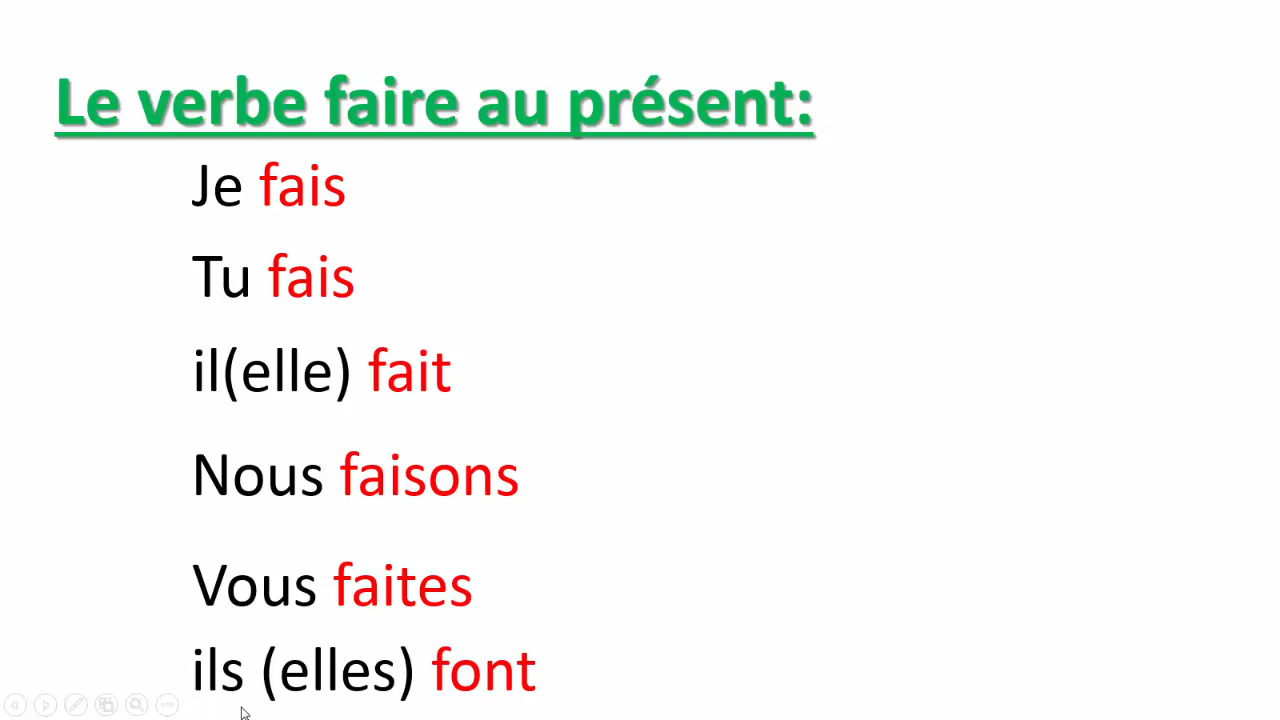 Le verbe faire au présent:
Je fais
Tu fais
il(elle) fait
Nous faisons
Vous faites
ils (elles) font